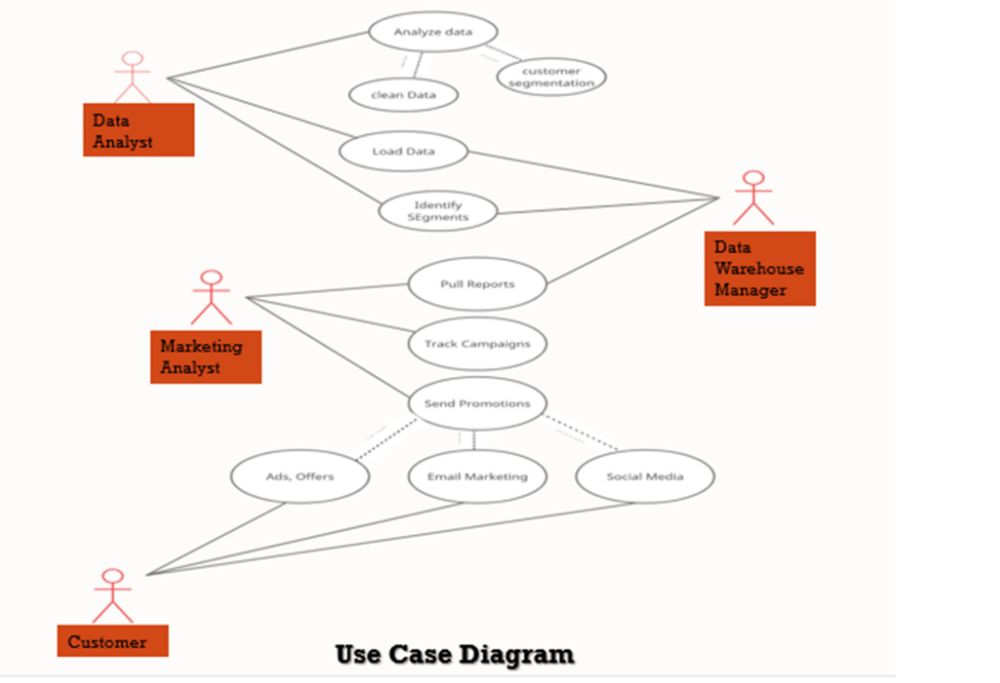 Analyze data
customer
segmentation
clean Data
Data
Analyst
Load Data
Identify
SEgments
Data
Warehouse
Manager
Pull Reports
Marketing
Analyst
Track Campaigns
Send Promotions
Ads, Offers
Email Marketing
Social Media
Customer
Use Case Diagram